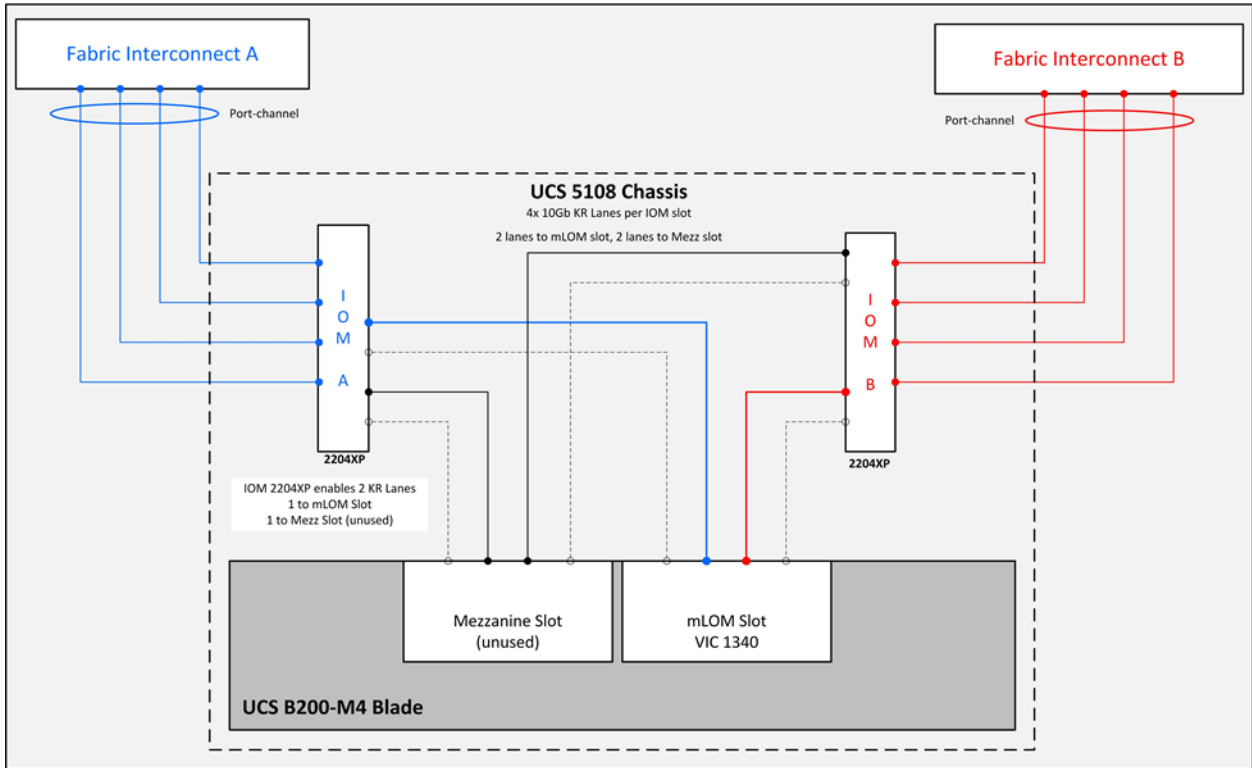 Fabric Interconnect A
Fabric Interconnect B
Port-channel
Port-channel
UCS 5108 Chassis
4x 10Gb KR Lanes per IOM slot
2 lanes to mLOM slot, 2 lanes to Mezz slot
I
O
M
A
I
O
M
B
2204XP
2204XP
IOM 2204XP enables 2 KR Lanes
1 to mLOM Slot
1 to Mezz Slot (unused)
Mezzanine Slot
(unused)
mLOM Slot
VIC 1340
UCS B200-M4 Blade